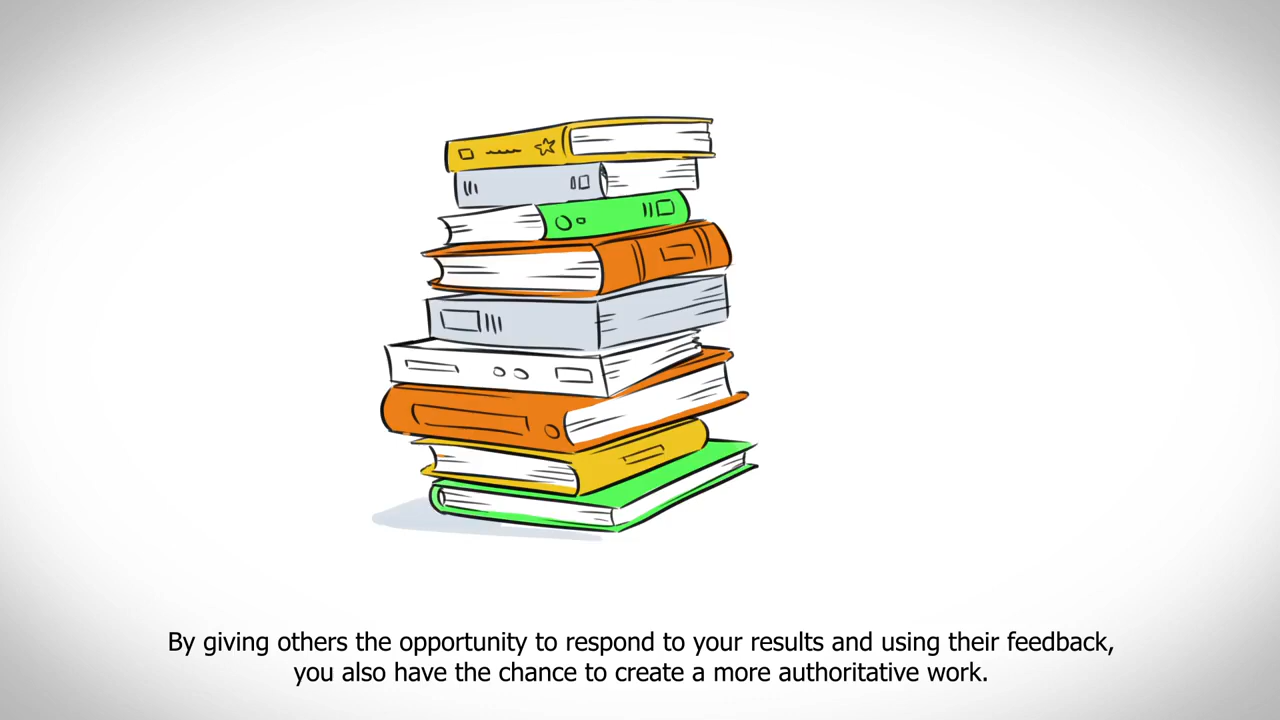 By giving others the opportunity to respond to your results and using their feedback,
you also have the chance to create a more authoritative work.